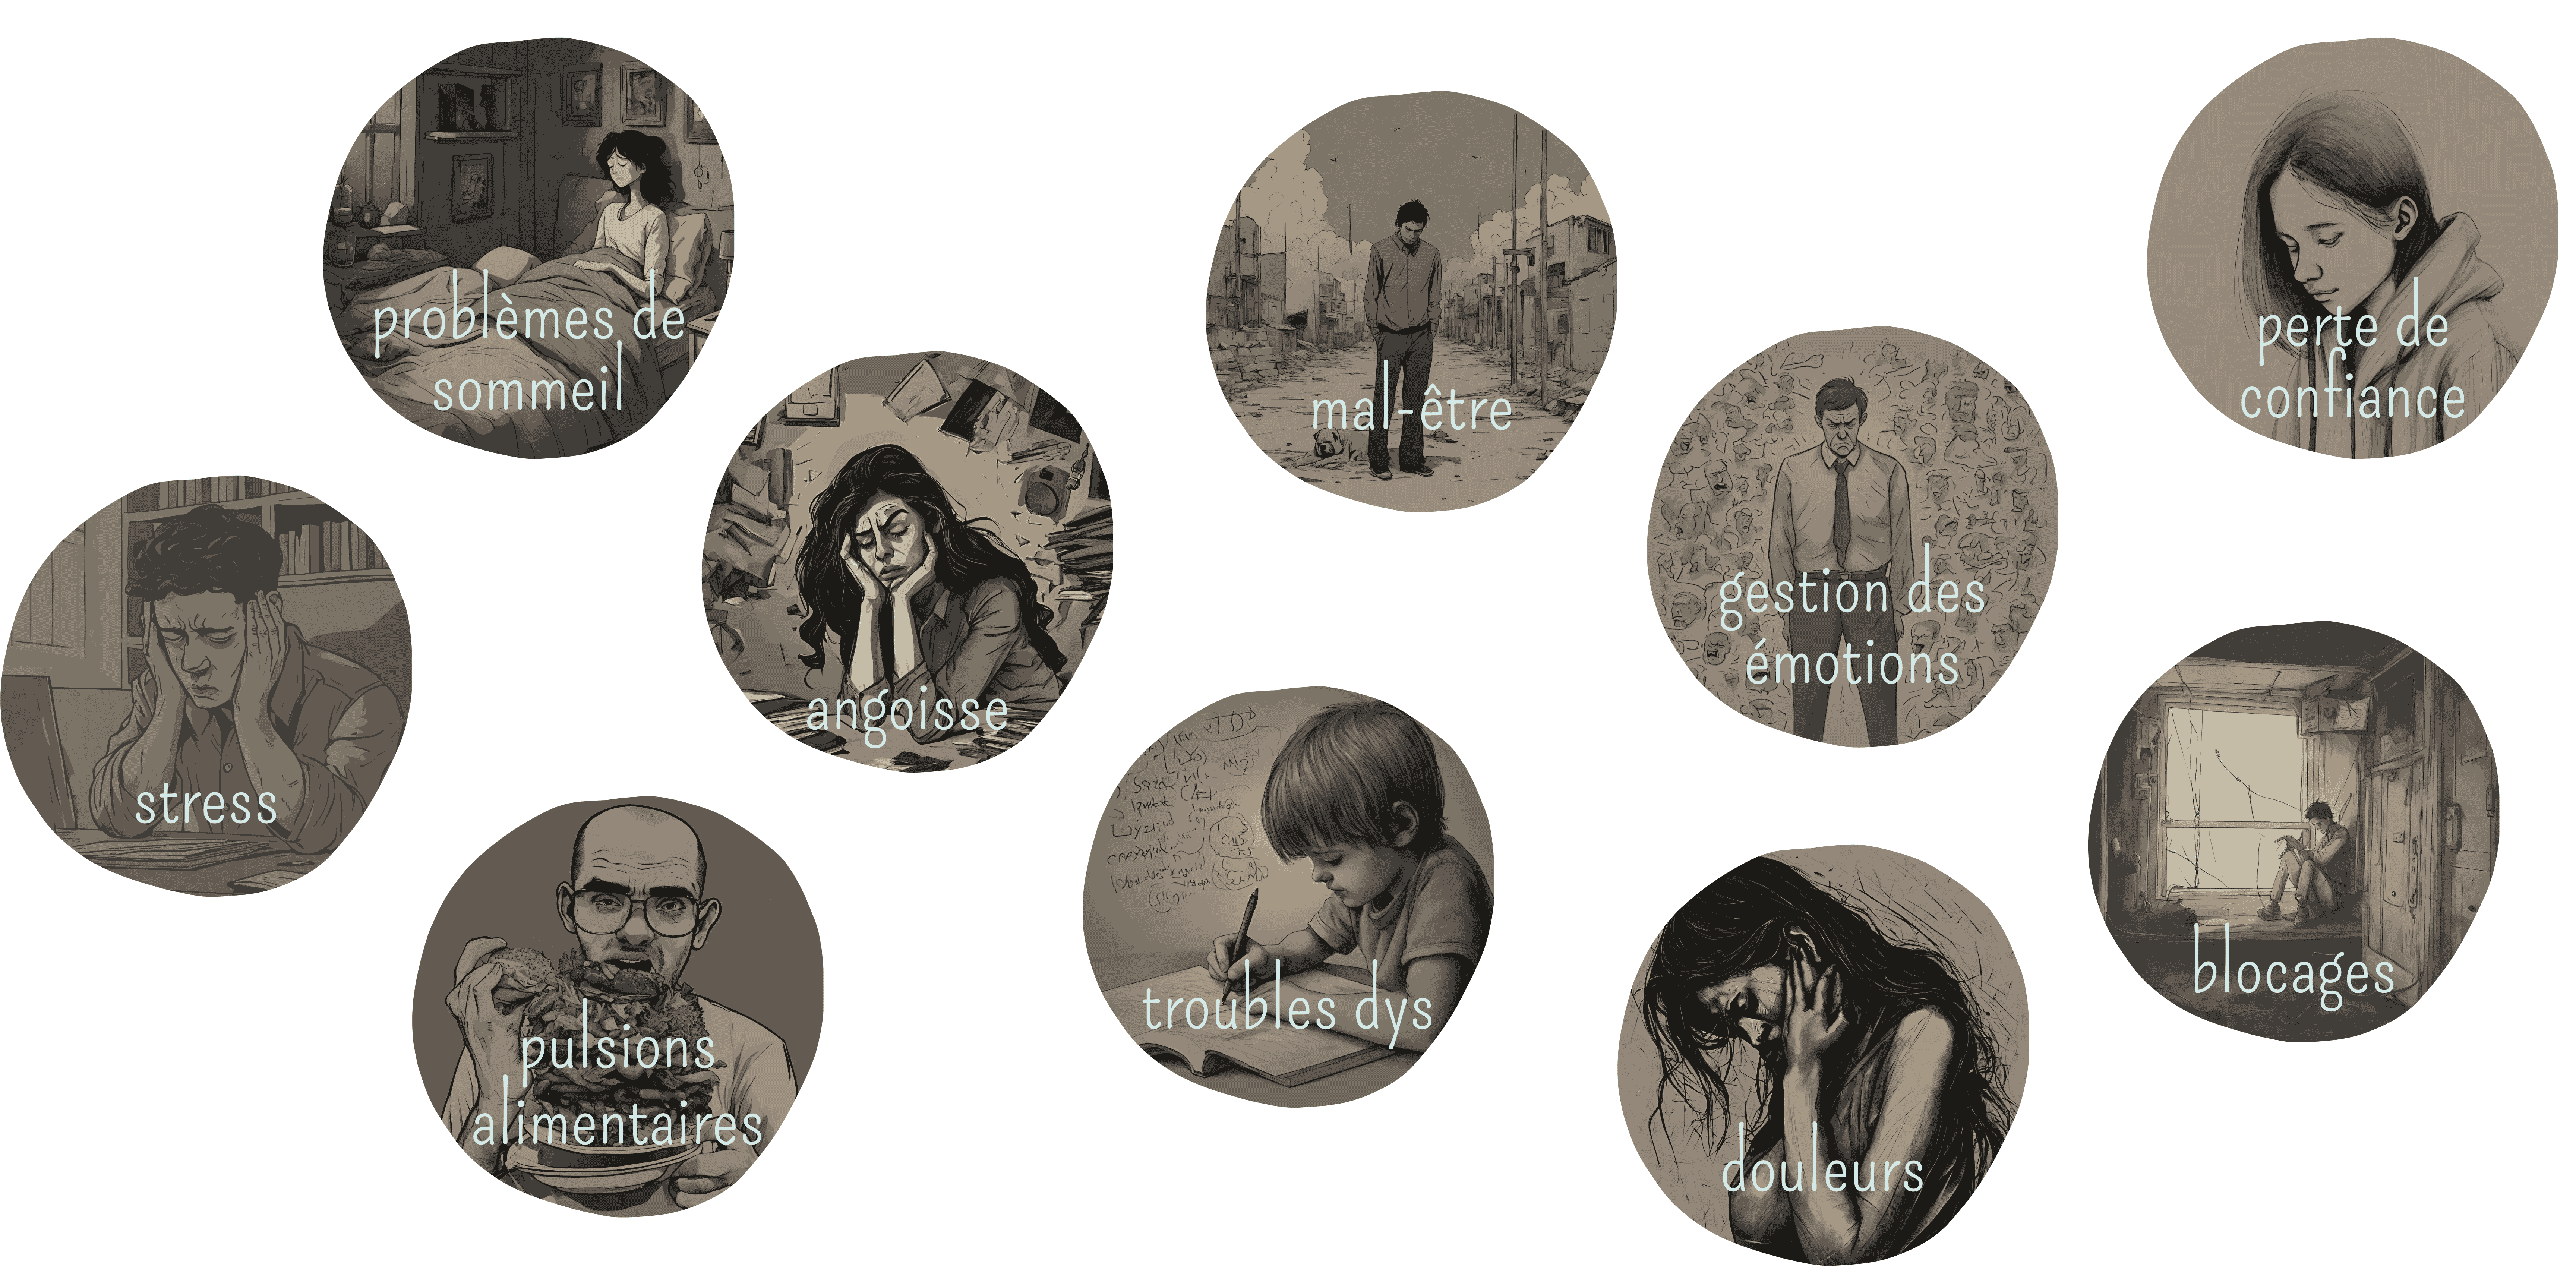 problèmes de
sommeil
mal-être
perte de
confiance
stress
angoisse
gestion des
émotions
pulsions
alimentaires
troubles dys
douleurs
blocages